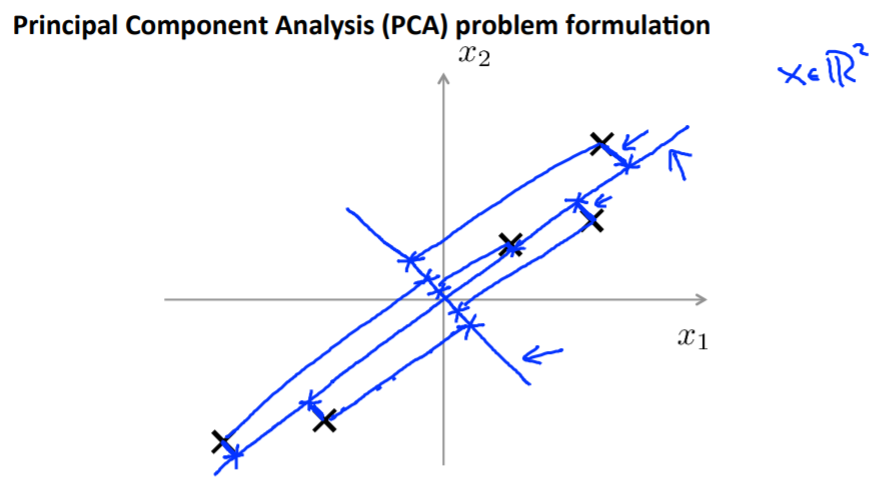 Principal Component Analysis (PCA) problem formulation
x₂
x∈ℝ²
x₁